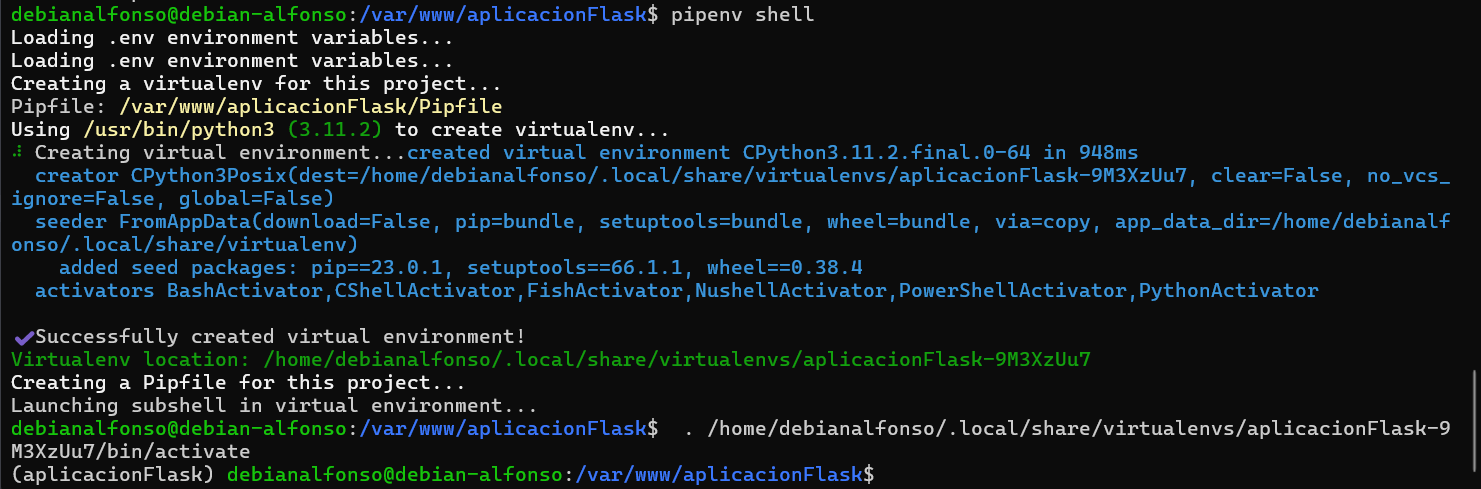 debianalfonso@debian-alfonso:/var/www/aplicacionFlask$ pipenv shell
Loading .env environment variables...
Loading .env environment variables...
Creating a virtualenv for this project...
Pipfile: /var/www/aplicacionFlask/Pipfile
Using /usr/bin/python3 (3.11.2) to create virtualenv...
⠼ Creating virtual environment...created virtual environment CPython3.11.2.final.0-64 in 948ms
  creator CPython3Posix(dest=/home/debianalfonso/.local/share/virtualenvs/aplicacionFlask-9M3XzUu7, clear=False, no_vcs_
ignore=False, global=False)
  seeder FromAppData(download=False, pip=bundle, setuptools=bundle, wheel=bundle, via=copy, app_data_dir=/home/debianalf
onso/.local/share/virtualenv)
    added seed packages: pip==23.0.1, setuptools==66.1.1, wheel==0.38.4
  activators BashActivator,CShellActivator,FishActivator,NushellActivator,PowerShellActivator,PythonActivator
✔Successfully created virtual environment!
Virtualenv location: /home/debianalfonso/.local/share/virtualenvs/aplicacionFlask-9M3XzUu7
Creating a Pipfile for this project...
Launching subshell in virtual environment...
debianalfonso@debian-alfonso:/var/www/aplicacionFlask$  . /home/debianalfonso/.local/share/virtualenvs/aplicacionFlask-9
M3XzUu7/bin/activate
(aplicacionFlask) debianalfonso@debian-alfonso:/var/www/aplicacionFlask$